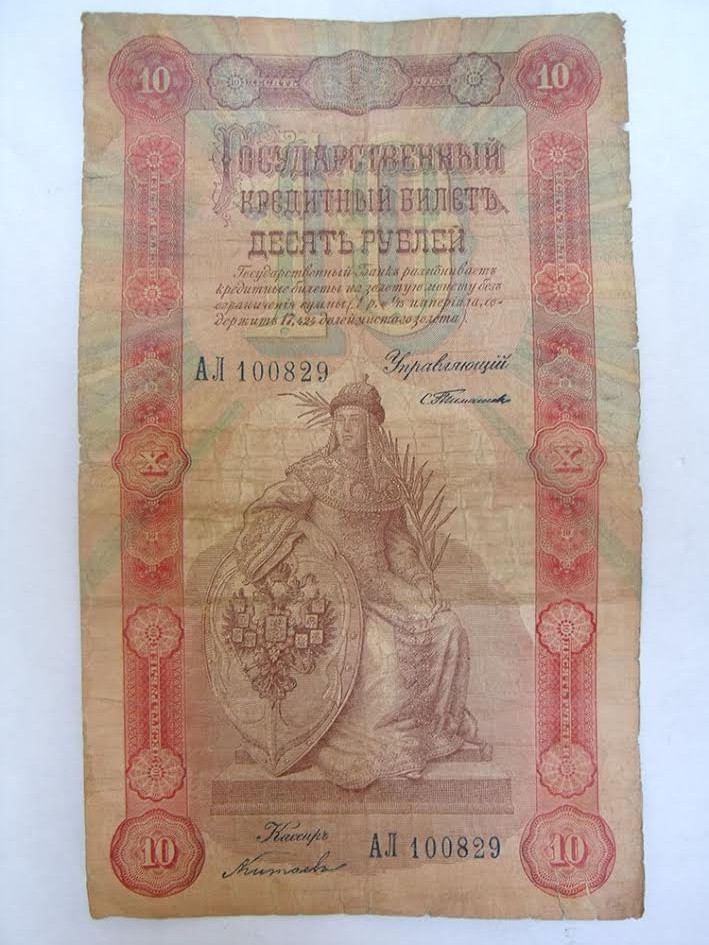 10 10
Государственный
кредитный билетъ
ДЕСЯТЬ РУБЛЕЙ
Государственный Банкъ размѣниваетъ
кредитные билеты на золотую монету безъ
ограниченія суммы (1 р. = 1/15 имперіала, со-
держитъ 17,424 долей чистаго золота).
АЛ 100829
Управляющій
С. Тимашевъ
X X
Кассиръ
АЛ 100829
10 10